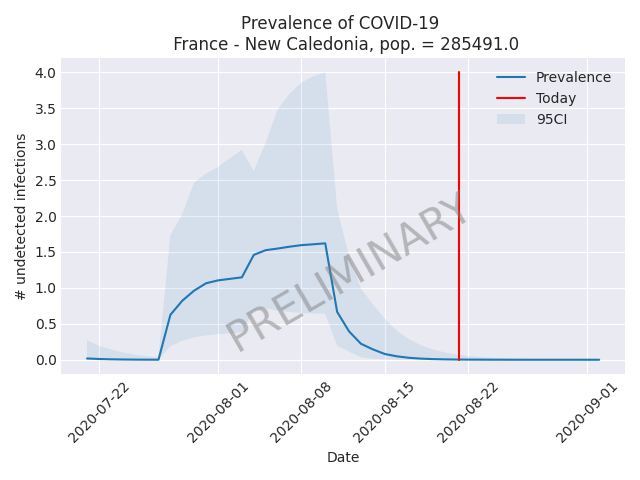 Prevalence of COVID-19
France - New Caledonia, pop. = 285491.0
4.0
3.5
3.0
2.5
2.0
1.5
1.0
0.5
0.0
# undetected infections
Prevalence
Today
95CI
PRELIMINARY
2020-07-22
2020-08-01
2020-08-08
2020-08-15
2020-08-22
2020-09-01
Date